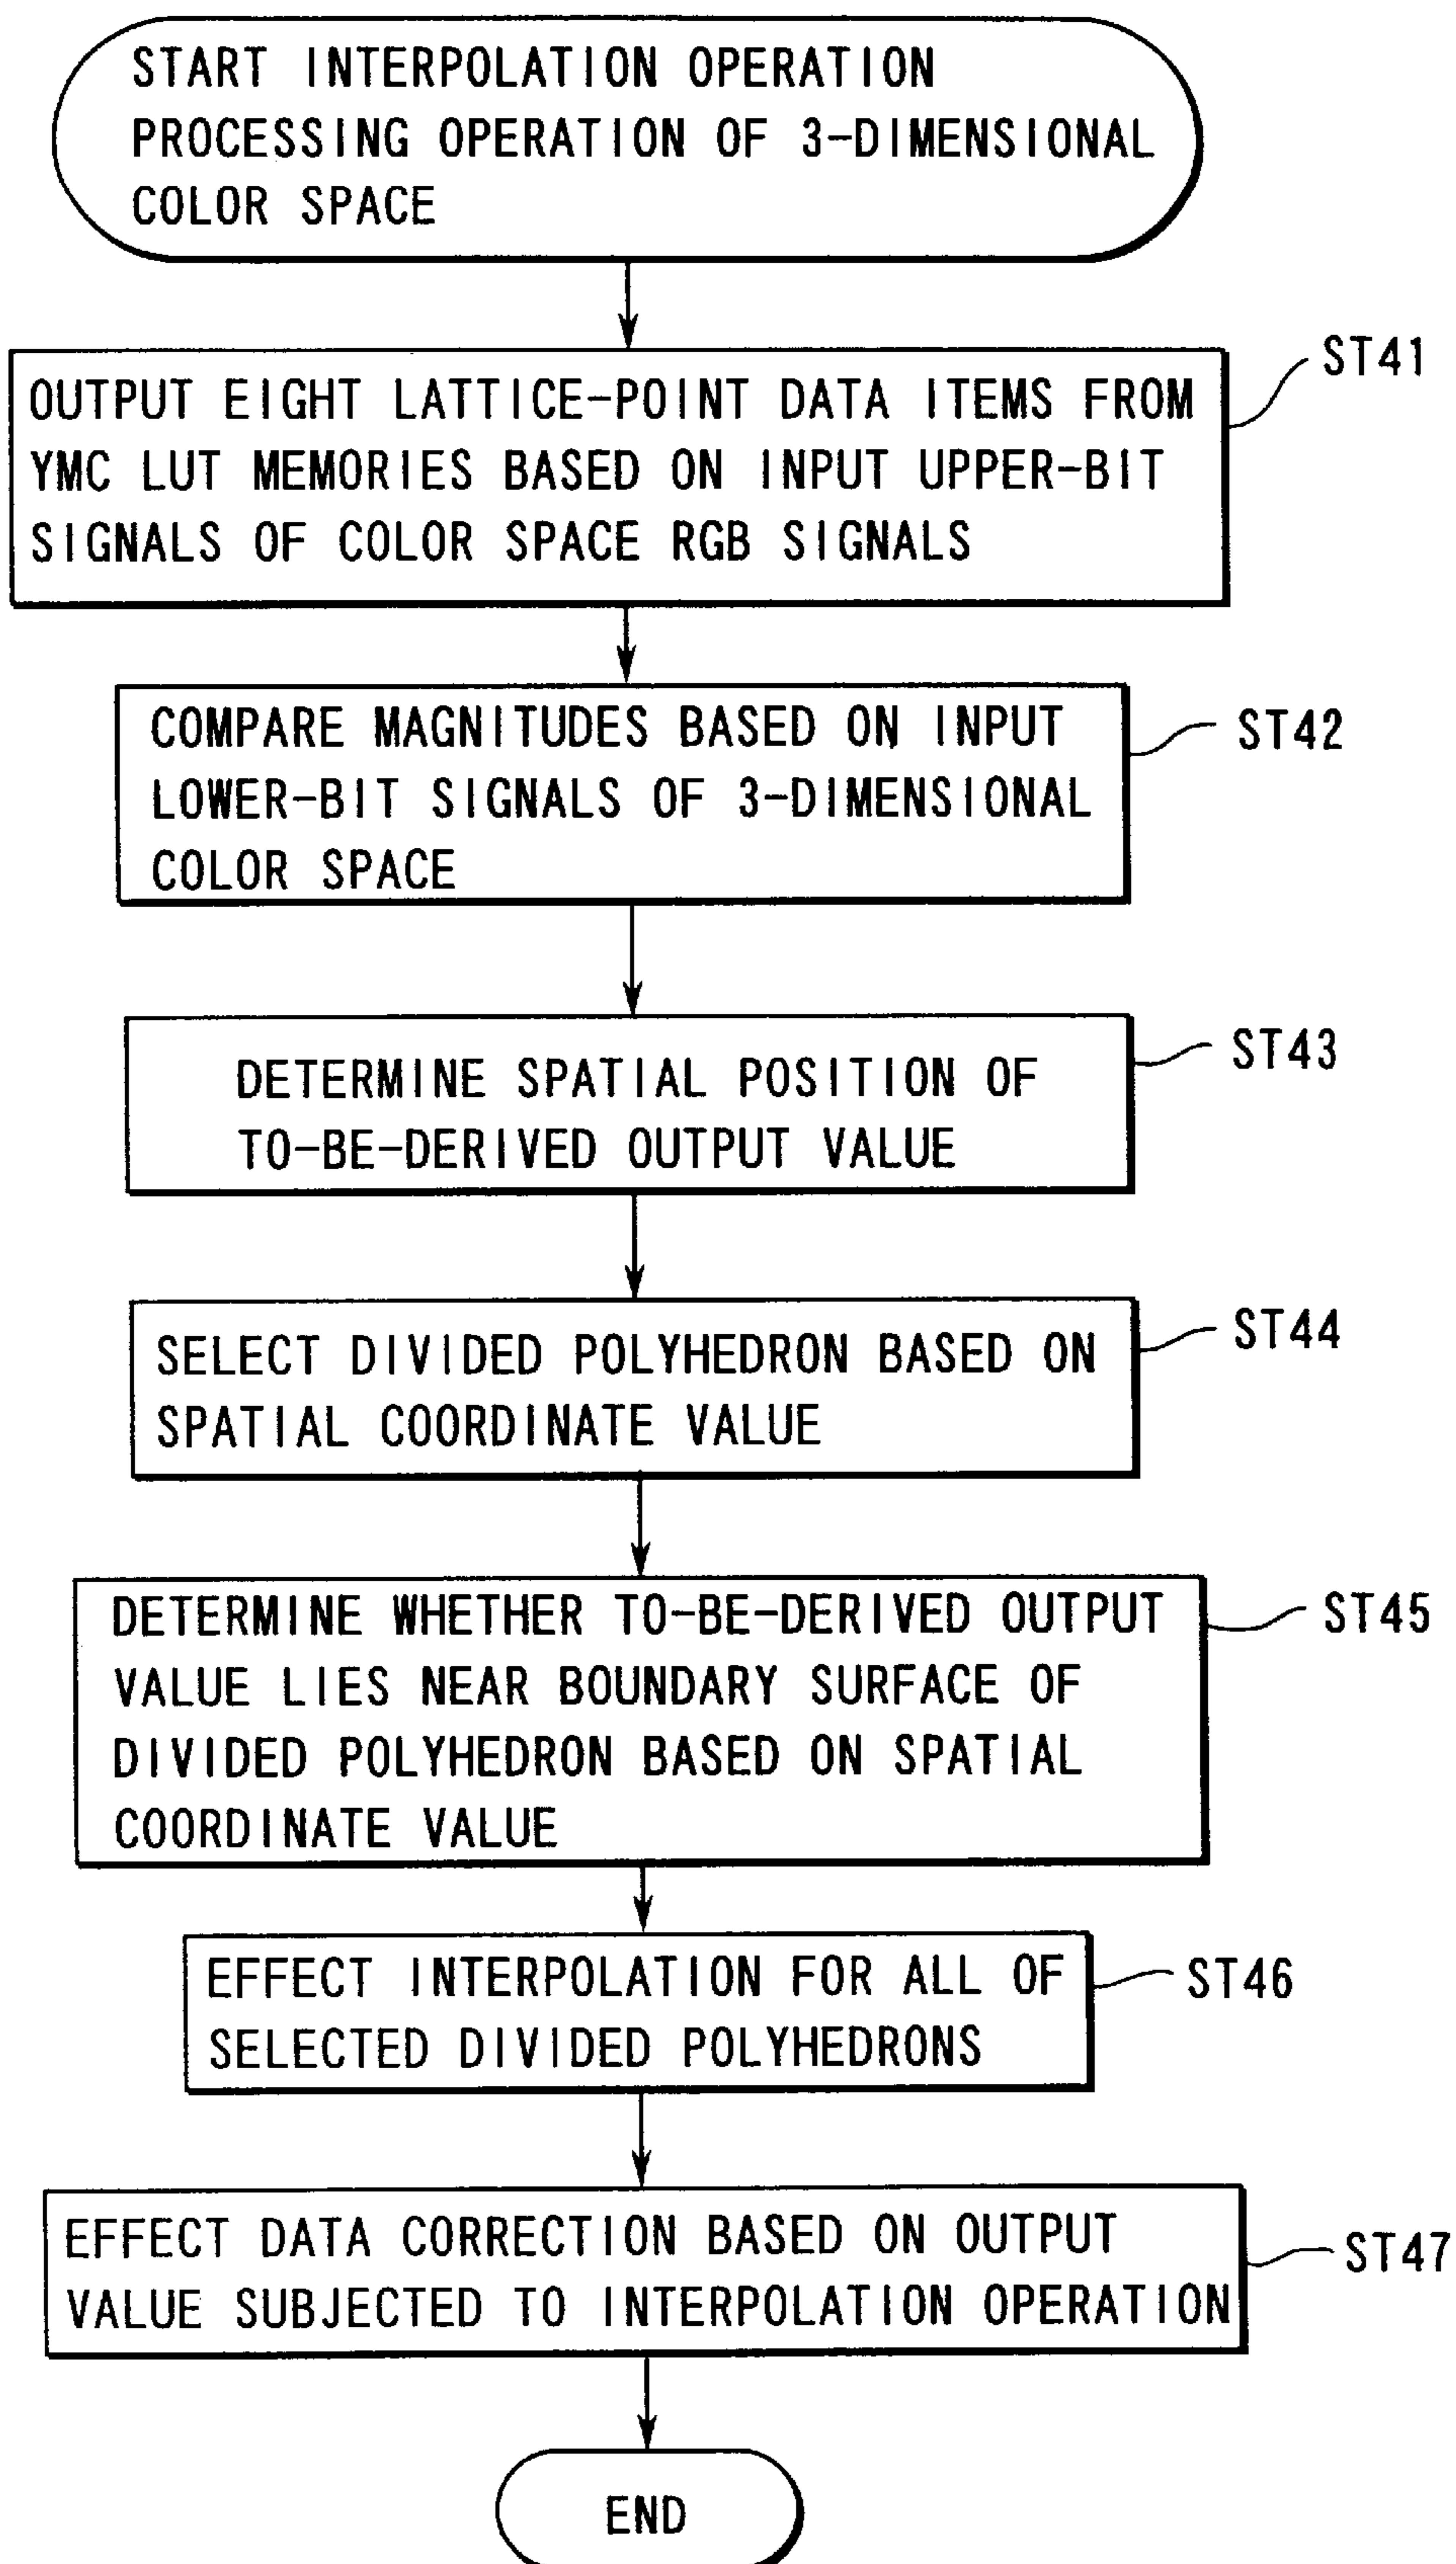 START INTERPOLATION OPERATION
PROCESSING OPERATION OF 3-DIMENSIONAL
COLOR SPACE
ST41
OUTPUT EIGHT LATTICE-POINT DATA ITEMS FROM
YMC LUT MEMORIES BASED ON INPUT UPPER-BIT
SIGNALS OF COLOR SPACE RGB SIGNALS
ST42
COMPARE MAGNITUDES BASED ON INPUT
LOWER-BIT SIGNALS OF 3-DIMENSIONAL
COLOR SPACE
ST43
DETERMINE SPATIAL POSITION OF
TO-BE-DERIVED OUTPUT VALUE
ST44
SELECT DIVIDED POLYHEDRON BASED ON
SPATIAL COORDINATE VALUE
ST45
DETERMINE WHETHER TO-BE-DERIVED OUTPUT
VALUE LIES NEAR BOUNDARY SURFACE OF
DIVIDED POLYHEDRON BASED ON SPATIAL
COORDINATE VALUE
ST46
EFFECT INTERPOLATION FOR ALL OF
SELECTED DIVIDED POLYHEDRONS
ST47
EFFECT DATA CORRECTION BASED ON OUTPUT
VALUE SUBJECTED TO INTERPOLATION OPERATION
END